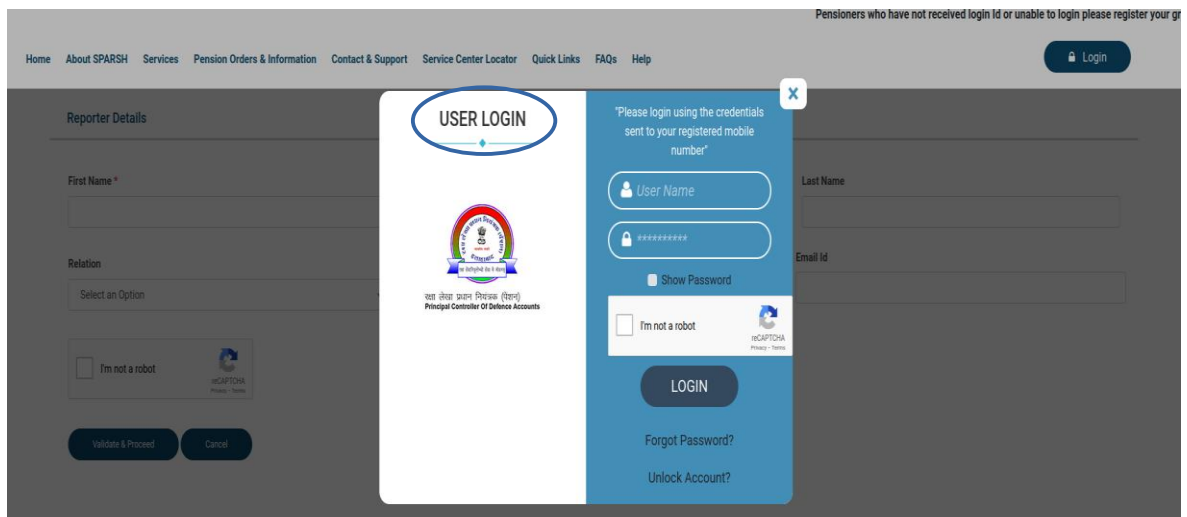 Pensioners who have not received login Id or unable to login please register your gr
Home About SPARSH Services Pension Orders & Information Contact & Support Service Center Locator Quick Links FAQs Help
Login
Reporter Details
First Name *
Last Name
Relation
Select an Option
Email Id
I'm not a robot
reCAPTCHA
Privacy - Terms
Validate & Proceed
Cancel
USER LOGIN
रक्षा लेखा प्रधान नियंत्रक (पेंशन)
Principal Controller Of Defence Accounts
X
"Please login using the credentials
sent to your registered mobile
number"
User Name
**********
Show Password
I'm not a robot
reCAPTCHA
Privacy - Terms
LOGIN
Forgot Password?
Unlock Account?